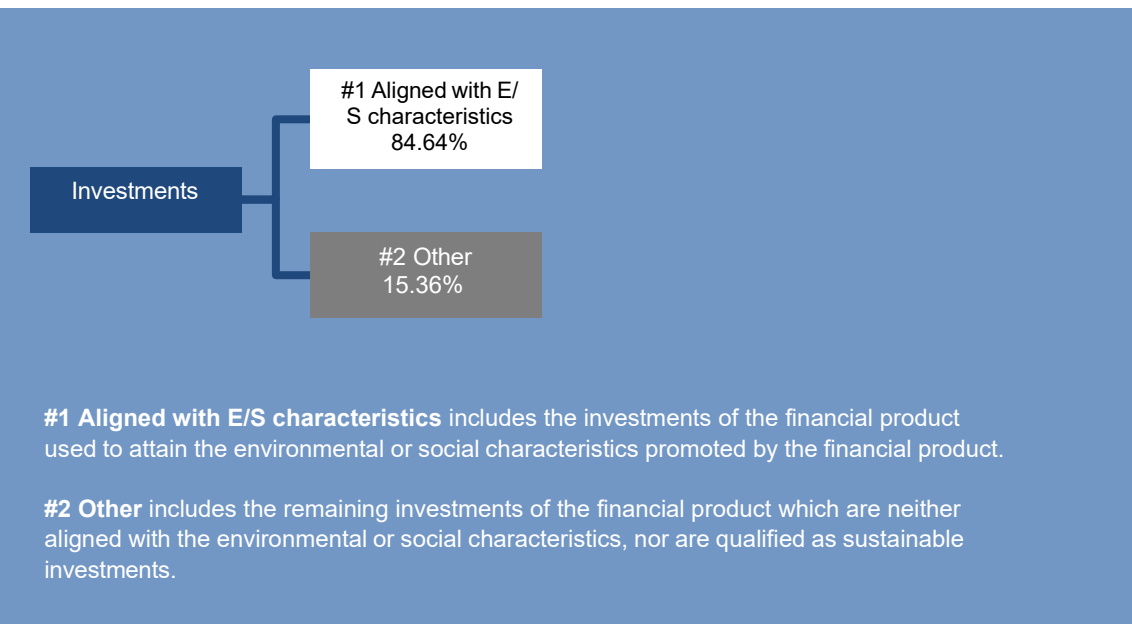 #1 Aligned with E/
S characteristics
84.64%
Investments
#2 Other
15.36%
#1 Aligned with E/S characteristics includes the investments of the financial product
used to attain the environmental or social characteristics promoted by the financial product.
#2 Other includes the remaining investments of the financial product which are neither
aligned with the environmental or social characteristics, nor are qualified as sustainable
investments.